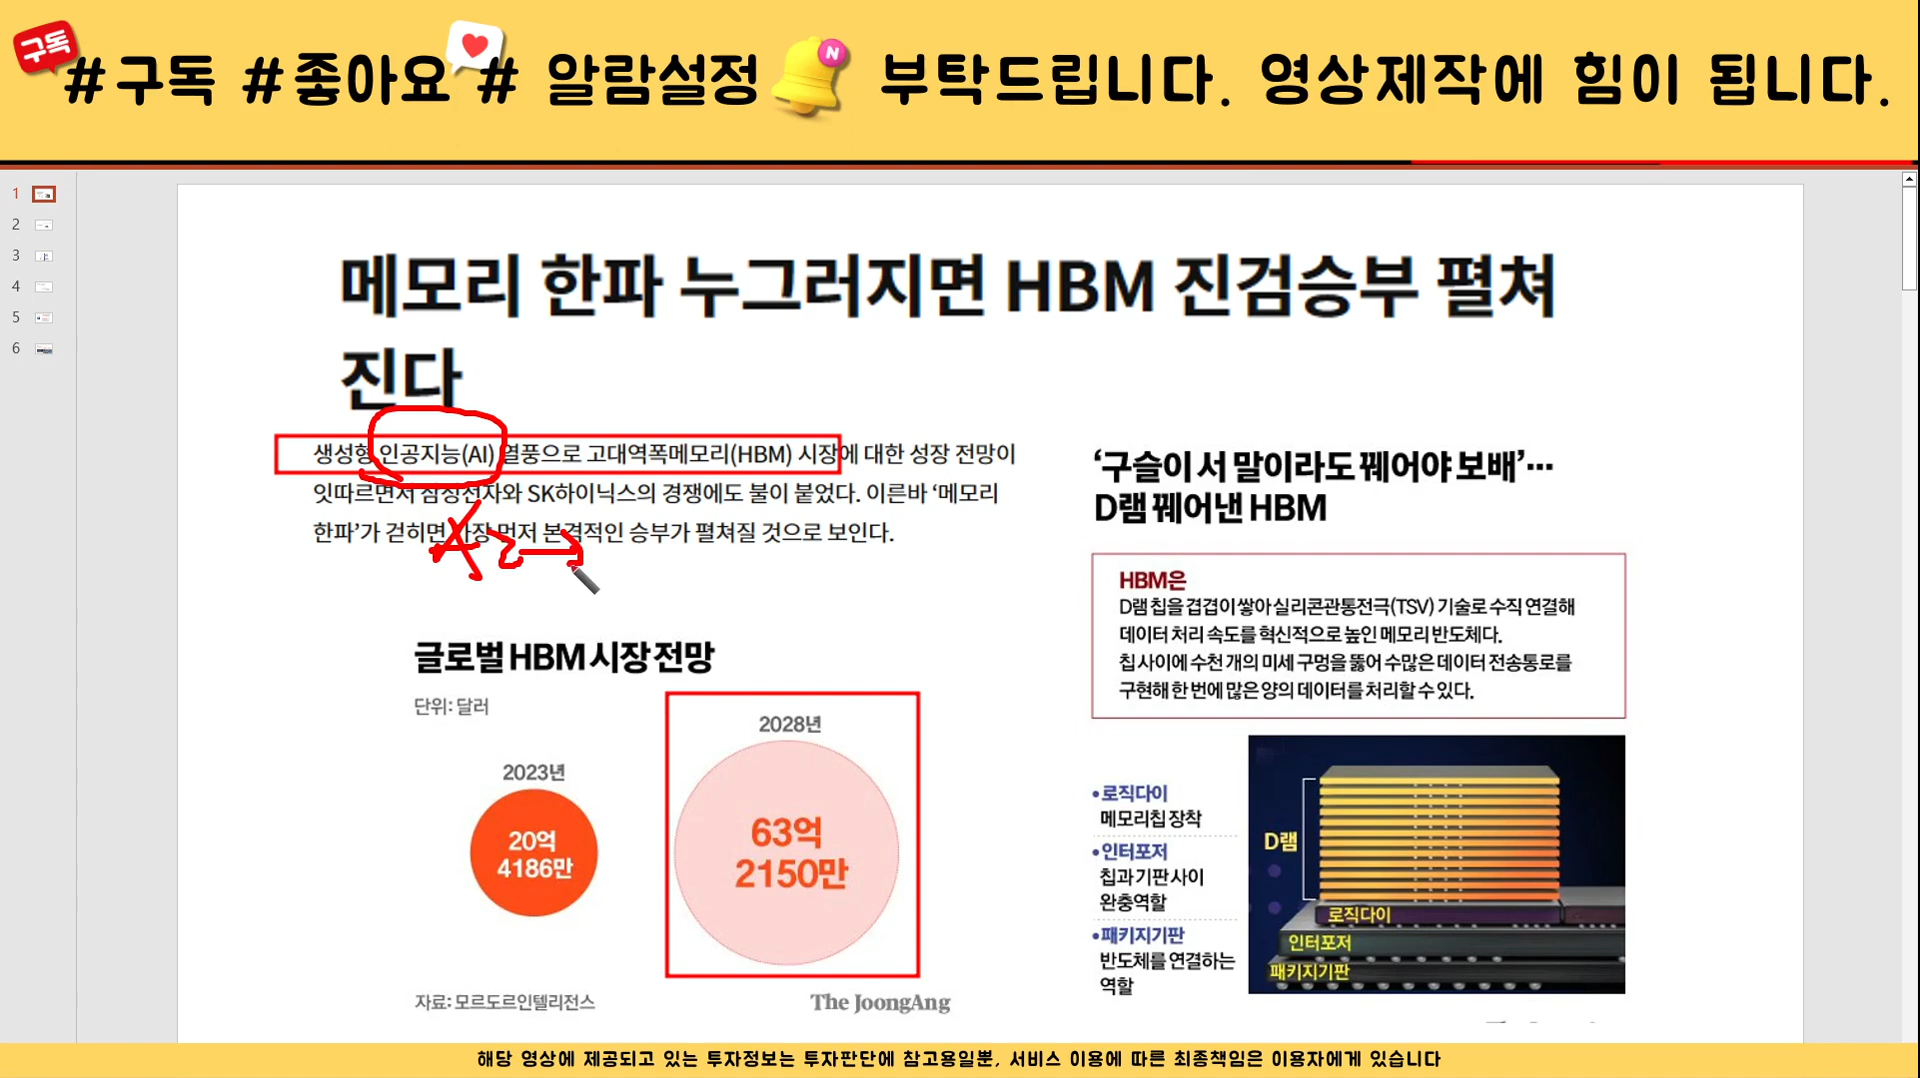 구독
#구독 #좋아요 # 알람설정 N 부탁드립니다. 영상제작에 힘이 됩니다.
1
2
3
4
5
6
메모리 한파 누그러지면 HBM 진검승부 펼쳐
진다
생성형 인공지능(AI) 열풍으로 고대역폭메모리(HBM) 시장에 대한 성장 전망이
잇따르면서 삼성전자와 SK하이닉스의 경쟁에도 불이 붙었다. 이른바 ‘메모리
한파’가 걷히면 가장 먼저 본격적인 승부가 펼쳐질 것으로 보인다.
글로벌 HBM 시장 전망
단위: 달러
2023년
20억
4186만
2028년
63억
2150만
자료: 모르도르인텔리전스
The JoongAng
‘구슬이 서 말이라도 꿰어야 보배’…
D램 꿰어낸 HBM
HBM은
D램 칩을 겹겹이 쌓아 실리콘관통전극(TSV) 기술로 수직 연결해
데이터 처리 속도를 혁신적으로 높인 메모리 반도체다.
칩 사이에 수천 개의 미세 구멍을 뚫어 수많은 데이터 전송통로를
구현해 한 번에 많은 양의 데이터를 처리할 수 있다.
•로직다이
메모리칩 장착
•인터포저
칩과 기판 사이
완충역할
•패키지기판
반도체를 연결하는
역할
D램
로직다이
인터포저
패키지기판
해당 영상에 제공되고 있는 투자정보는 투자판단에 참고용일뿐, 서비스 이용에 따른 최종책임은 이용자에게 있습니다